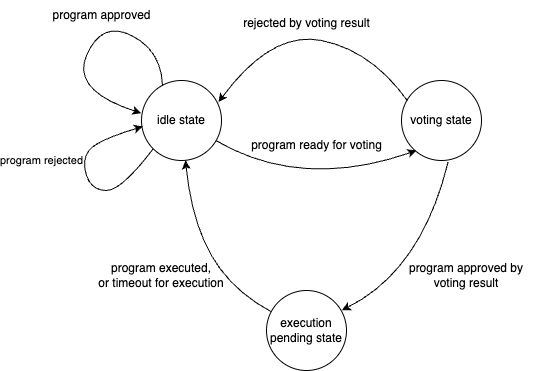 program approved
rejected by voting result
idle state
voting state
program ready for voting
program rejected
program executed,
or timeout for execution
program approved by
voting result
execution
pending state